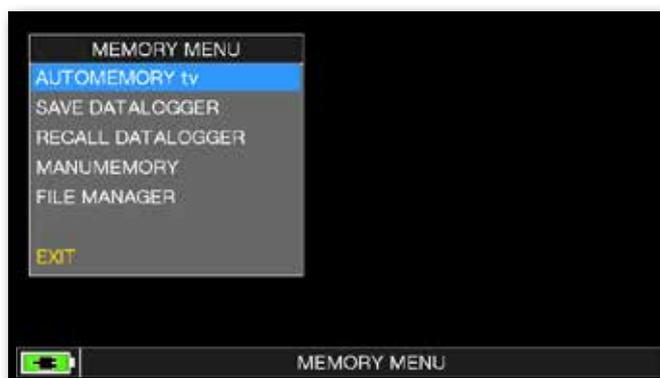 MEMORY MENU
AUTOMEMORY tv
SAVE DATALOGGER
RECALL DATALOGGER
MANUMEMORY
FILE MANAGER
EXIT
MEMORY MENU